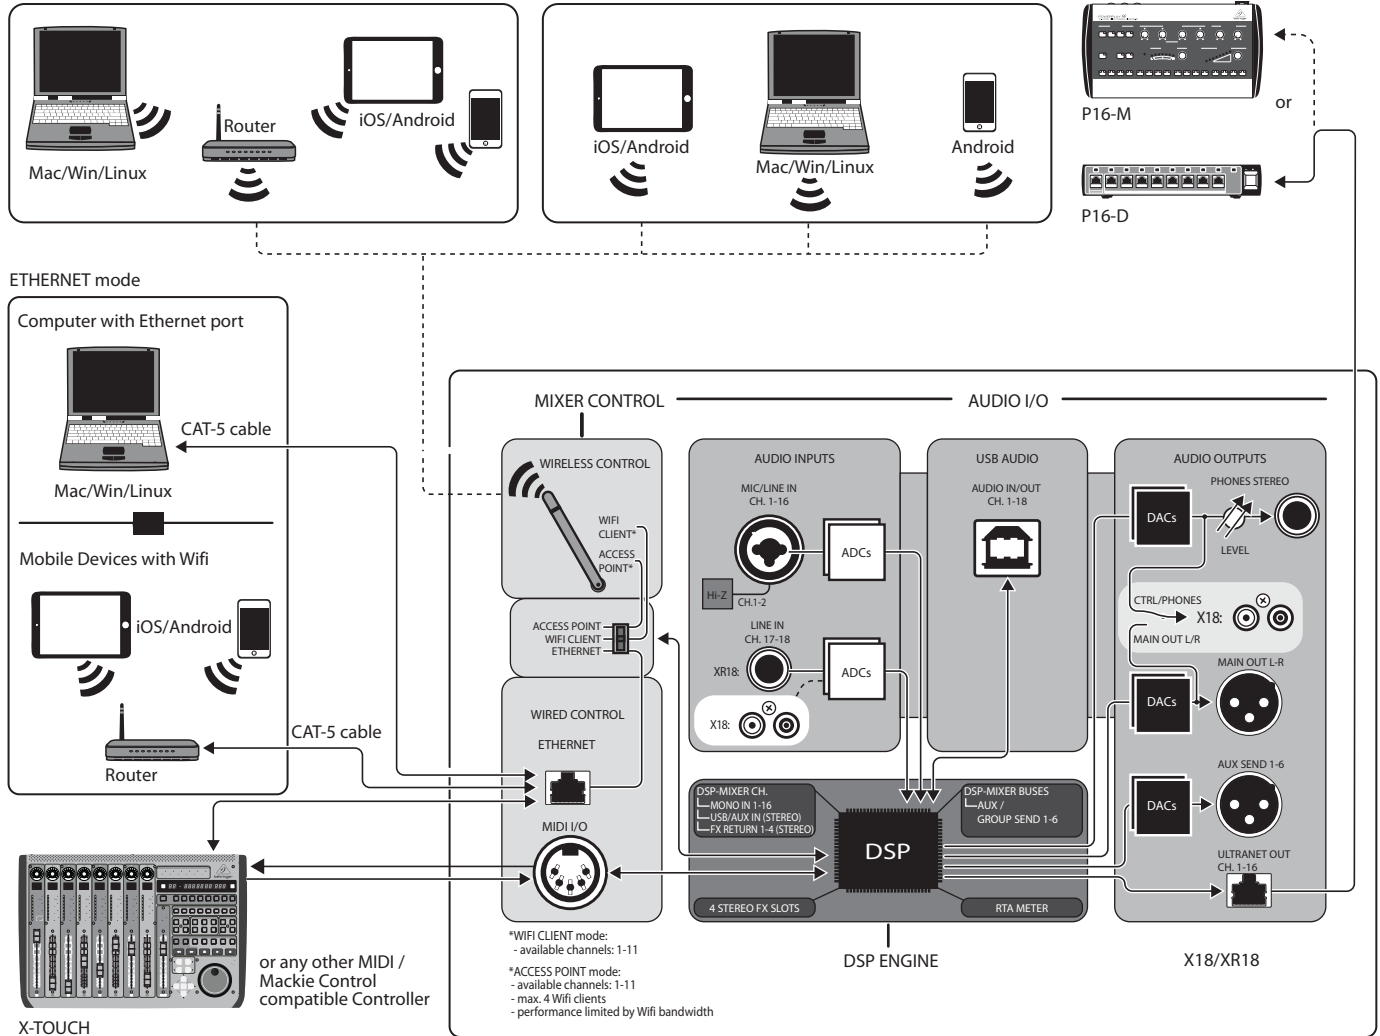 Mac/Win/Linux
Router
iOS/Android
iOS/Android
Mac/Win/Linux
Android
P16-M
or
P16-D
ETHERNET mode
Computer with Ethernet port
CAT-5 cable
Mac/Win/Linux
Mobile Devices with Wifi
iOS/Android
CAT-5 cable
Router
X-TOUCH
or any other MIDI /
Mackie Control
compatible Controller
MIXER CONTROL
AUDIO I/O
WIRELESS CONTROL
WIFI
CLIENT*
ACCESS
POINT*
ACCESS POINT
WIFI CLIENT
ETHERNET
WIRED CONTROL
ETHERNET
MIDI I/O
*WIFI CLIENT mode:
- available channels: 1-11
*ACCESS POINT mode:
- available channels: 1-11
- max. 4 Wifi clients
- performance limited by Wifi bandwidth
AUDIO INPUTS
MIC/LINE IN
CH. 1-16
ADCs
Hi-Z
CH.1-2
LINE IN
CH. 17-18
XR18:
ADCs
X18:
USB AUDIO
AUDIO IN/OUT
CH. 1-18
DSP-MIXER CH.
MONO IN 1-16
USB/AUX IN (STEREO)
FX RETURN 1-4 (STEREO)
DSP-MIXER BUSES
AUX /
GROUP SEND 1-6
DSP
4 STEREO FX SLOTS
RTA METER
DSP ENGINE
AUDIO OUTPUTS
PHONES STEREO
DACs
LEVEL
CTRL/PHONES
X18:
MAIN OUT L/R
MAIN OUT L-R
DACs
AUX SEND 1-6
DACs
ULTRANET OUT
CH. 1-16
X18/XR18